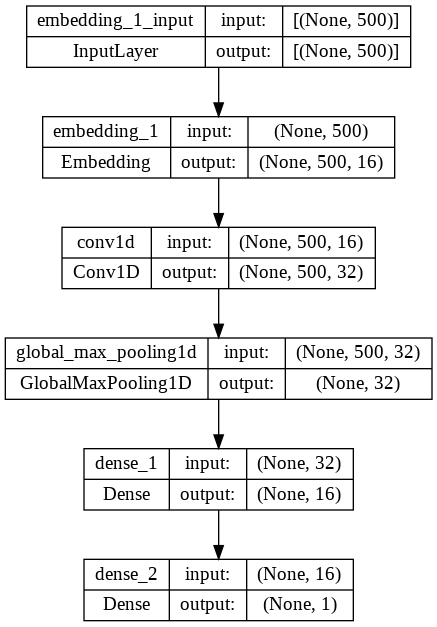 embedding_1_input input: [(None, 500)]
InputLayer output: [(None, 500)]
embedding_1 input: (None, 500)
Embedding output: (None, 500, 16)
conv1d input: (None, 500, 16)
Conv1D output: (None, 500, 32)
global_max_pooling1d input: (None, 500, 32)
GlobalMaxPooling1D output: (None, 32)
dense_1 input: (None, 32)
Dense output: (None, 16)
dense_2 input: (None, 16)
Dense output: (None, 1)